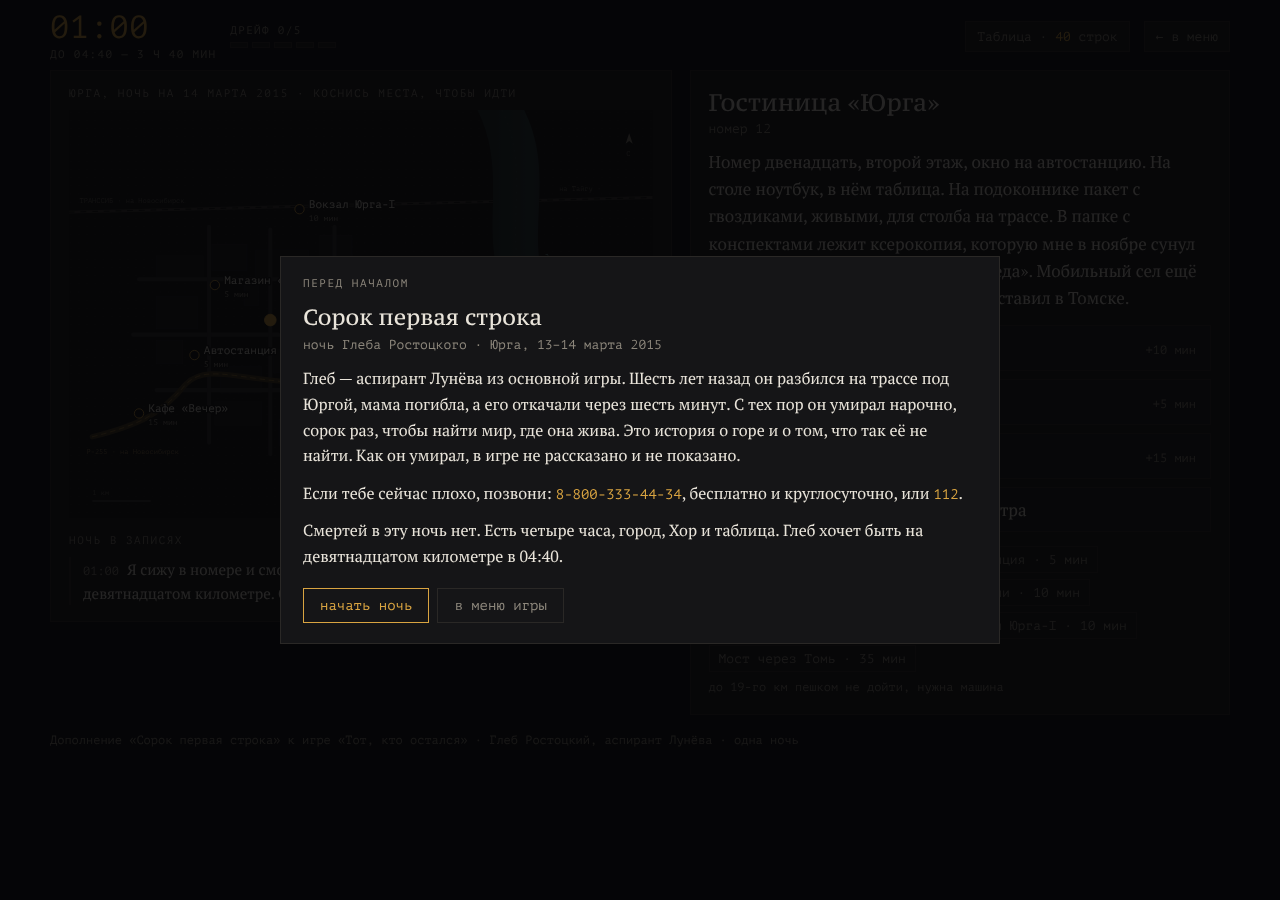 01:00
ДО 04:40 — 3 Ч 40 МИН
ДРЕЙФ 0/5
Таблица · 40 строк
← в меню
ЮРГА, НОЧЬ НА 14 МАРТА 2015 · КОСНИСЬ МЕСТА, ЧТОБЫ ИДТИ
Вокзал Юрга-I
10 мин
Магазин
5 мин
Автостанция
5 мин
Кафе «Вечер»
15 мин
НОЧЬ В ЗАПИСЯХ
01:00 Я сижу в номере и смо
девятнадцатом километре.
Гостиница «Юрга»
номер 12
Номер двенадцать, второй этаж, окно на автостанцию. На
столе ноутбук, в нём таблица. На подоконнике пакет с
гвоздиками, живыми, для столба на трассе. В папке с
конспектами лежит ксерокопия, которую мне в ноябре сунул
еда». Мобильный сел ещё
ставил в Томске.
+10 мин
+5 мин
+15 мин
тра
ция · 5 мин
и · 10 мин
Юрга-I · 10 мин
Мост через Томь · 35 мин
до 19-го км пешком не дойти, нужна машина
ПЕРЕД НАЧАЛОМ
Сорок первая строка
ночь Глеба Ростоцкого · Юрга, 13–14 марта 2015
Глеб — аспирант Лунёва из основной игры. Шесть лет назад он разбился на трассе под
Юргой, мама погибла, а его откачали через шесть минут. С тех пор он умирал нарочно,
сорок раз, чтобы найти мир, где она жива. Это история о горе и о том, что так её не
найти. Как он умирал, в игре не рассказано и не показано.
Если тебе сейчас плохо, позвони: 8-800-333-44-34, бесплатно и круглосуточно, или 112.
Смертей в эту ночь нет. Есть четыре часа, город, Хор и таблица. Глеб хочет быть на
девятнадцатом километре в 04:40.
начать ночь
в меню игры
Дополнение «Сорок первая строка» к игре «Тот, кто остался» · Глеб Ростоцкий, аспирант Лунёва · одна ночь